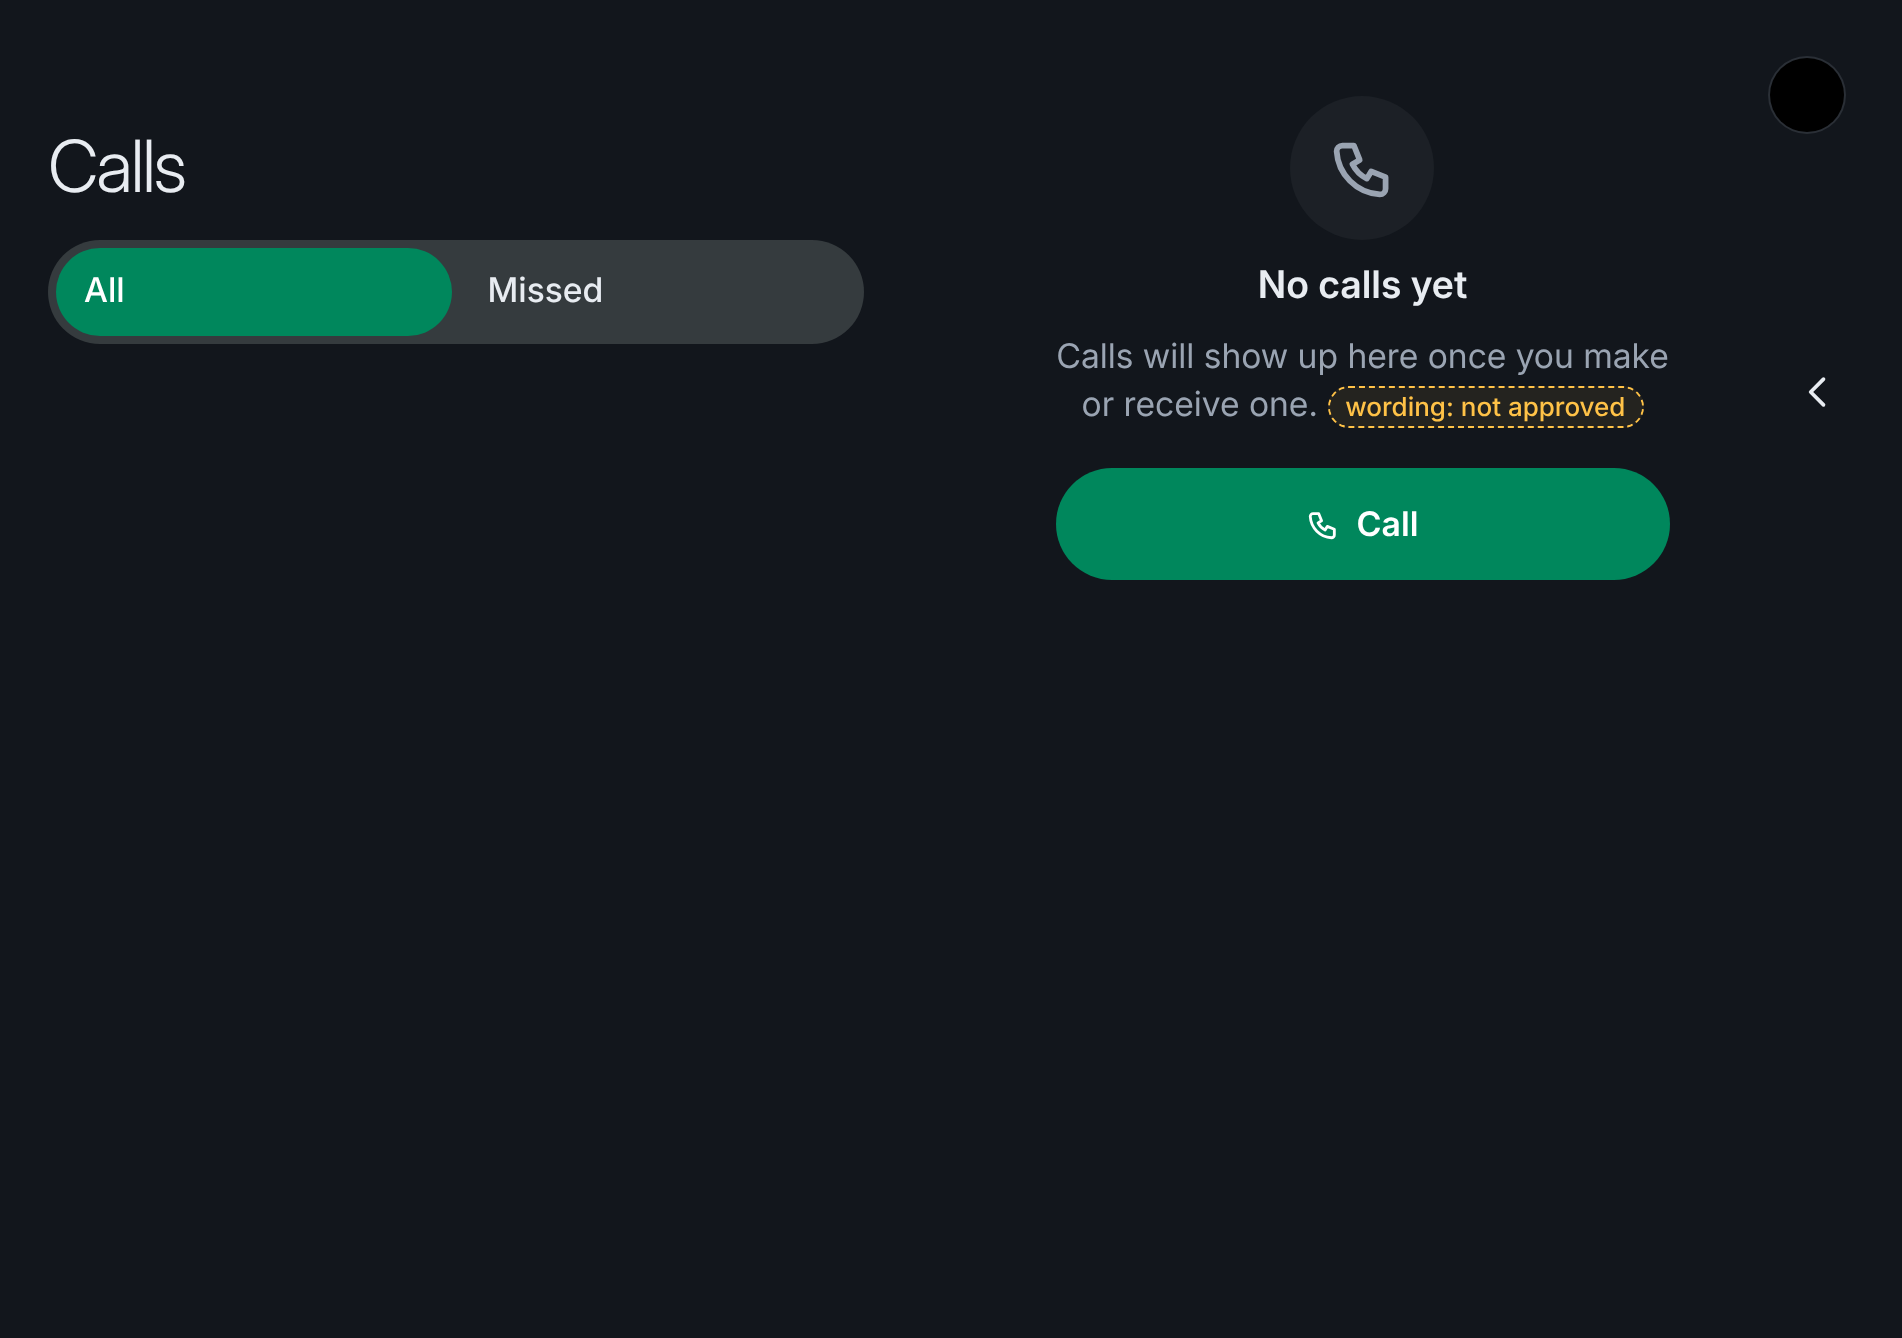 Calls
All
Missed
No calls yet
Calls will show up here once you make
or receive one. wording: not approved
Call